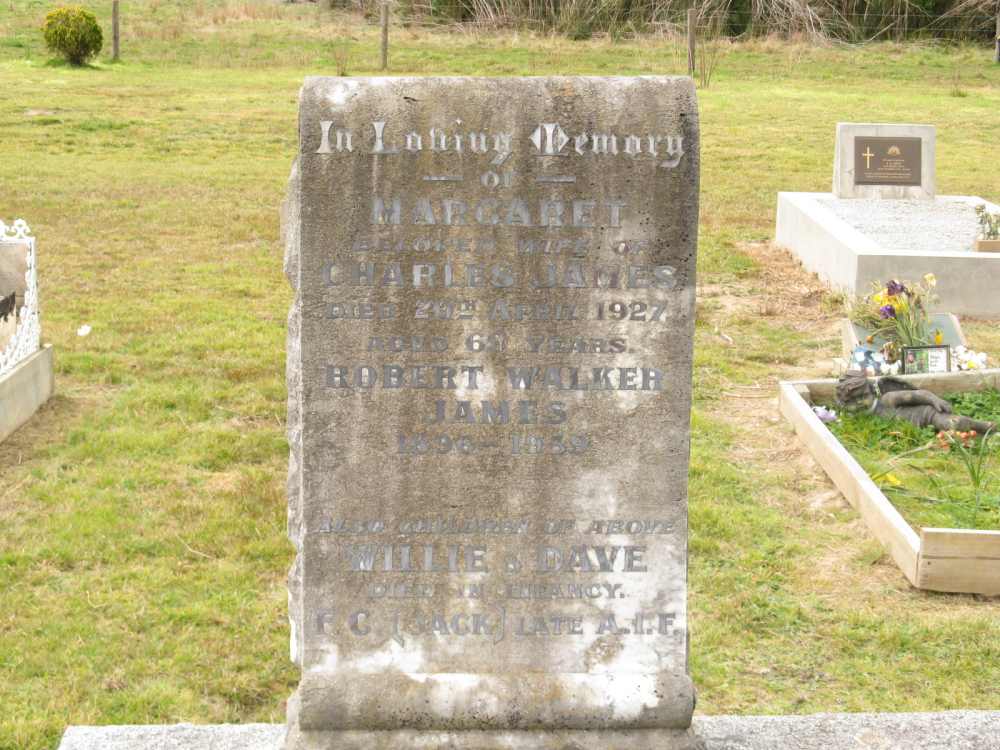 In Loving Memory
of
MARGARET
BELOVED WIFE OF
CHARLES JAMES
DIED 29TH APRIL 1927
AGED YEARS.
ROBERT WALKER
JAMES
1896-1959
ALSO CHILDREN OF ABOVE
WILLIE & DAVE
DIED IN INFANCY.
F C (JACK) LATE A.I.F.